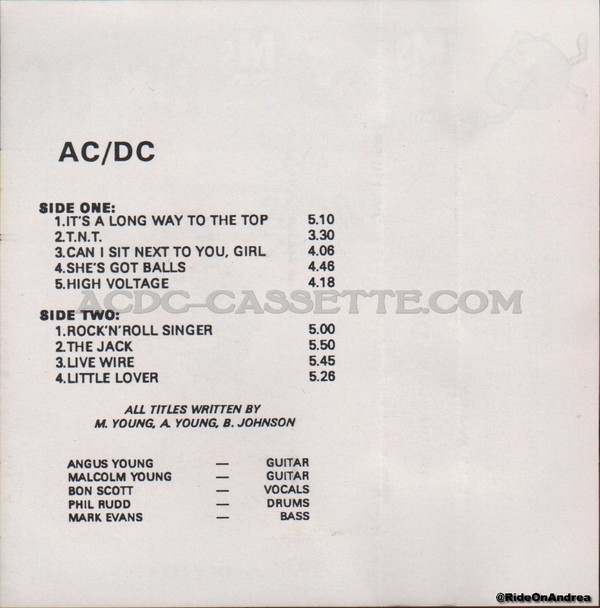 AC/DC
SIDE ONE:
1.IT'S A LONG WAY TO THE TOP 5.10
2.T.N.T. 3.30
3.CAN I SIT NEXT TO YOU, GIRL 4.06
4.SHE'S GOT BALLS 4.46
5.HIGH VOLTAGE 4.18
ACDC-CASSETTE.COM
SIDE TWO:
1.ROCK'N'ROLL SINGER 5.00
2.THE JACK 5.50
3.LIVE WIRE 5.45
4.LITTLE LOVER 5.26
ALL TITLES WRITTEN BY
M. YOUNG, A. YOUNG, B. JOHNSON
ANGUS YOUNG — GUITAR
MALCOLM YOUNG — GUITAR
BON SCOTT — VOCALS
PHIL RUDD — DRUMS
MARK EVANS — BASS
@RideOnAndrea